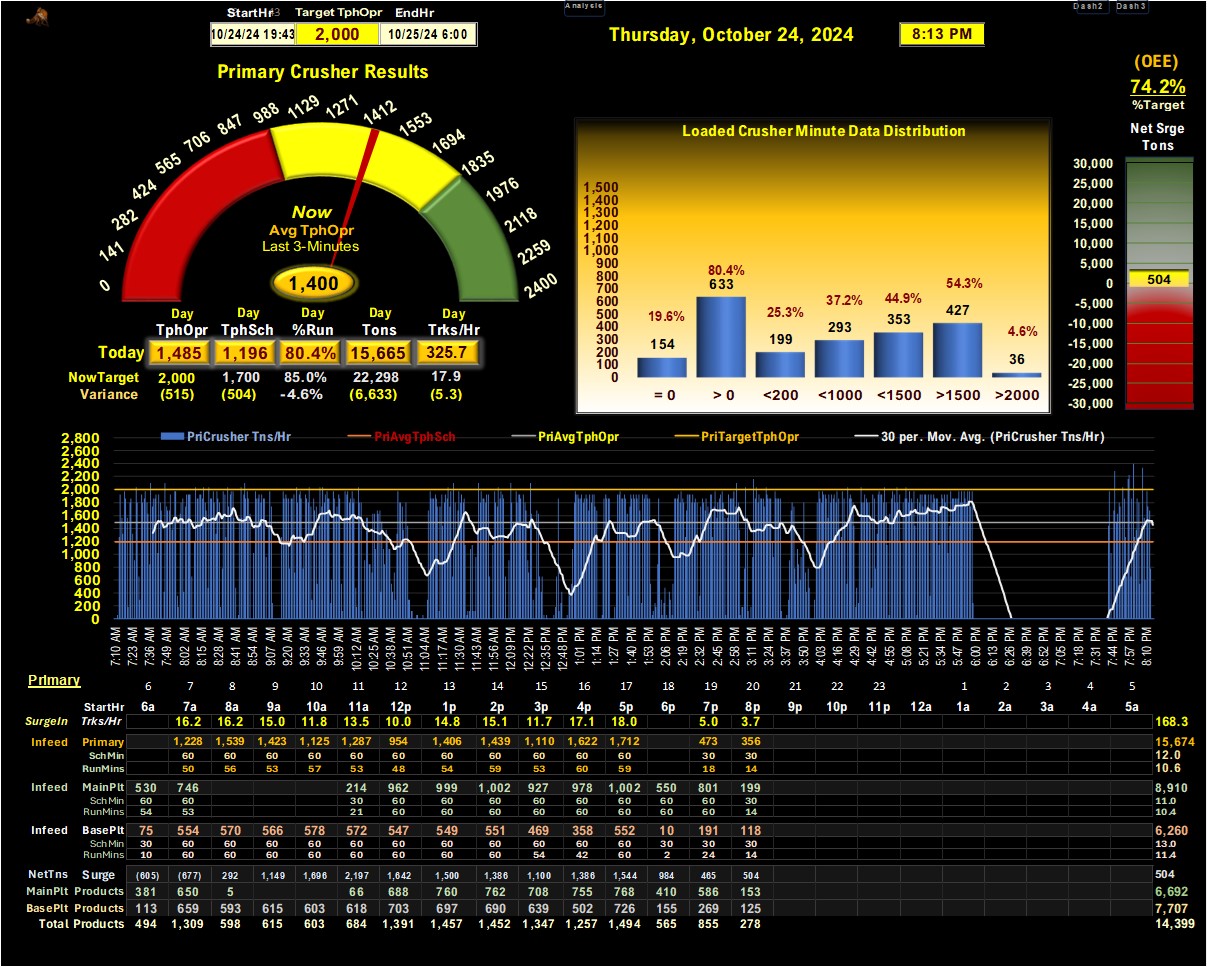 Analysis
Dash2 Dash3
StartHr Target TphOpr EndHr
10/24/24 19:43 2,000 10/25/24 6:00
Thursday, October 24, 2024 8:13 PM
(OEE)
74.2%
%Target
Net Srge
Tons
30,000
25,000
20,000
15,000
10,000
5,000
504
0
-5,000
-10,000
-15,000
-20,000
-25,000
-30,000
Primary Crusher Results
0 141 282 424 565 706 847 988 1129 1271 1412 1553 1694 1835 1976 2118 2259 2400
Now
Avg TphOpr
Last 3-Minutes
1,400
Day Day Day Day Day
TphOpr TphSch %Run Tons Trks/Hr
Today 1,485 1,196 80.4% 15,665 325.7
NowTarget 2,000 1,700 85.0% 22,298 17.9
Variance (515) (504) -4.6% (6,633) (5.3)
Loaded Crusher Minute Data Distribution
1,500
1,400
1,300
1,200
1,100
1,000
900
800
700
600
500
400
300
200
100
0
19.6% 80.4% 25.3% 37.2% 44.9% 54.3% 4.6%
154 633 199 293 353 427 36
= 0 > 0 <200 <1000 <1500 >1500 >2000
PriCrusher Tns/Hr PriAvgTphSch PriAvgTphOpr PriTargetTphOpr 30 per. Mov. Avg. (PriCrusher Tns/Hr)
2,800
2,600
2,400
2,200
2,000
1,800
1,600
1,400
1,200
1,000
800
600
400
200
0
7:10 AM 7:23 AM 7:36 AM 7:49 AM 8:02 AM 8:15 AM 8:28 AM 8:41 AM 8:54 AM 9:07 AM 9:20 AM 9:33 AM 9:46 AM 9:59 AM 10:12 AM 10:25 AM 10:38 AM 10:51 AM 11:04 AM 11:17 AM 11:30 AM 11:43 AM 11:56 AM 12:09 PM 12:22 PM 12:35 PM 12:48 PM 1:01 PM 1:14 PM 1:27 PM 1:40 PM 1:53 PM 2:06 PM 2:19 PM 2:32 PM 2:45 PM 2:58 PM 3:11 PM 3:24 PM 3:37 PM 3:50 PM 4:03 PM 4:16 PM 4:29 PM 4:42 PM 4:55 PM 5:08 PM 5:21 PM 5:34 PM 5:47 PM 6:00 PM 6:13 PM 6:26 PM 6:39 PM 6:52 PM 7:05 PM 7:18 PM 7:31 PM 7:44 PM 7:57 PM 8:10 PM
Primary
6 7 8 9 10 11 12 13 14 15 16 17 18 19 20 21 22 23 1 2 3 4 5
StartHr 6a 7a 8a 9a 10a 11a 12p 1p 2p 3p 4p 5p 6p 7p 8p 9p 10p 11p 12a 1a 2a 3a 4a 5a
SurgeIn Trks/Hr 16.2 16.2 15.0 11.8 13.5 10.0 14.8 15.1 11.7 17.1 18.0 5.0 3.7 168.3
Infeed Primary 1,228 1,539 1,423 1,125 1,287 954 1,406 1,439 1,110 1,622 1,712 473 356 15,674
SchMin 60 60 60 60 60 60 60 60 60 60 60 30 30 12.0
RunMins 50 56 53 57 53 48 54 59 53 60 59 18 14 10.6
Infeed MainPlt 530 746 214 962 999 1,002 927 978 1,002 550 801 199 8,910
SchMin 60 60 30 60 60 60 60 60 60 60 60 30 11.0
RunMins 54 53 21 60 60 60 60 60 60 60 60 14 10.4
Infeed BasePlt 75 554 570 566 578 572 547 549 551 469 358 552 10 191 118 6,260
SchMin 30 60 60 60 60 60 60 60 60 60 60 60 30 30 30 13.0
RunMins 10 60 60 60 60 60 60 60 60 54 42 60 2 24 14 11.4
NetTns Surge (605) (677) 292 1,149 1,696 2,197 1,642 1,500 1,386 1,100 1,386 1,544 984 465 504 504
MainPlt Products 381 650 5 66 688 760 762 708 755 768 410 586 153 6,692
BasePlt Products 113 659 593 615 603 618 703 697 690 639 502 726 155 269 125 7,707
Total Products 494 1,309 598 615 603 684 1,391 1,457 1,452 1,347 1,257 1,494 565 855 278 14,399